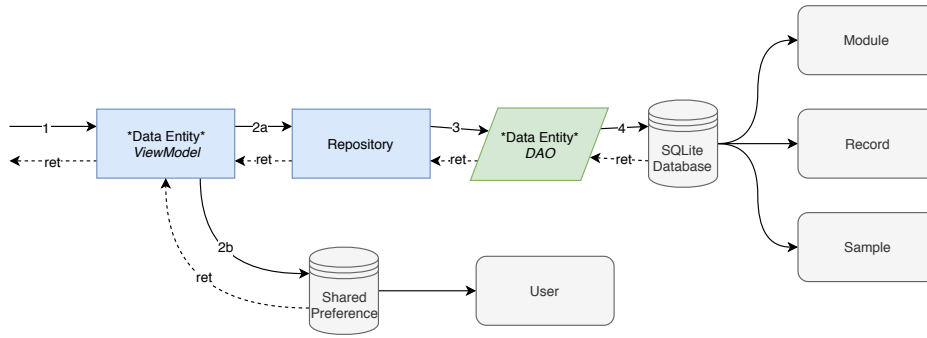 Module
1
*Data Entity*
ViewModel
2a
Repository
3
*Data Entity*
DAO
4
SQLite
Database
Record
ret
ret
ret
ret
2b
ret
Sample
Shared
Preference
User